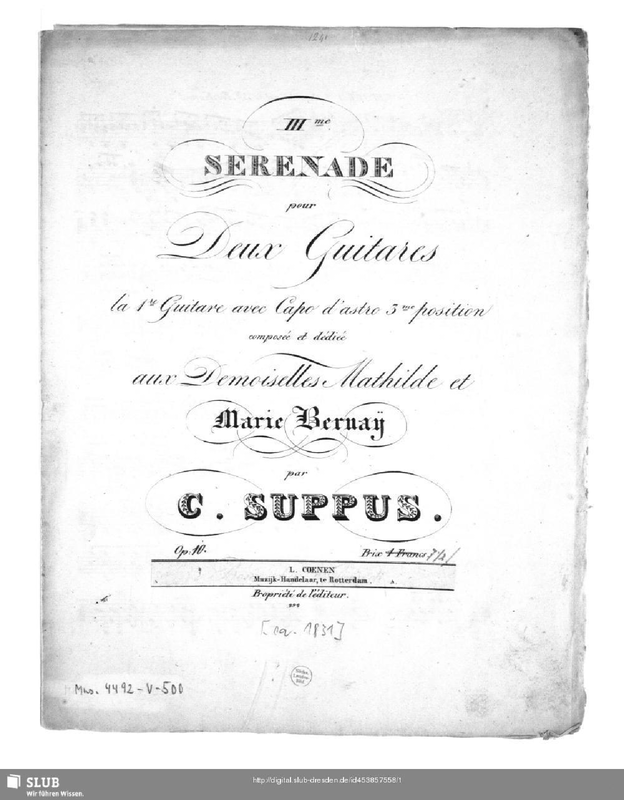 1241
III me
SERENADE
pour
Deux Guitares
la 1re Guitare avec Capo d'astro 3me position
composée et dédiée
aux Demoiselles Mathilde et
Marie Bernaÿ
par
C. SUPPUS.
Op. 10. Prix 1 Francs
L. COENEN
Muzijk-Handelaar, te Rotterdam.
Propriété de l'éditeur.
[ca. 1831]
Mus. 4492-V-500
SLUB
Wir führen Wissen.
http://digital.slub-dresden.de/id453857558/1